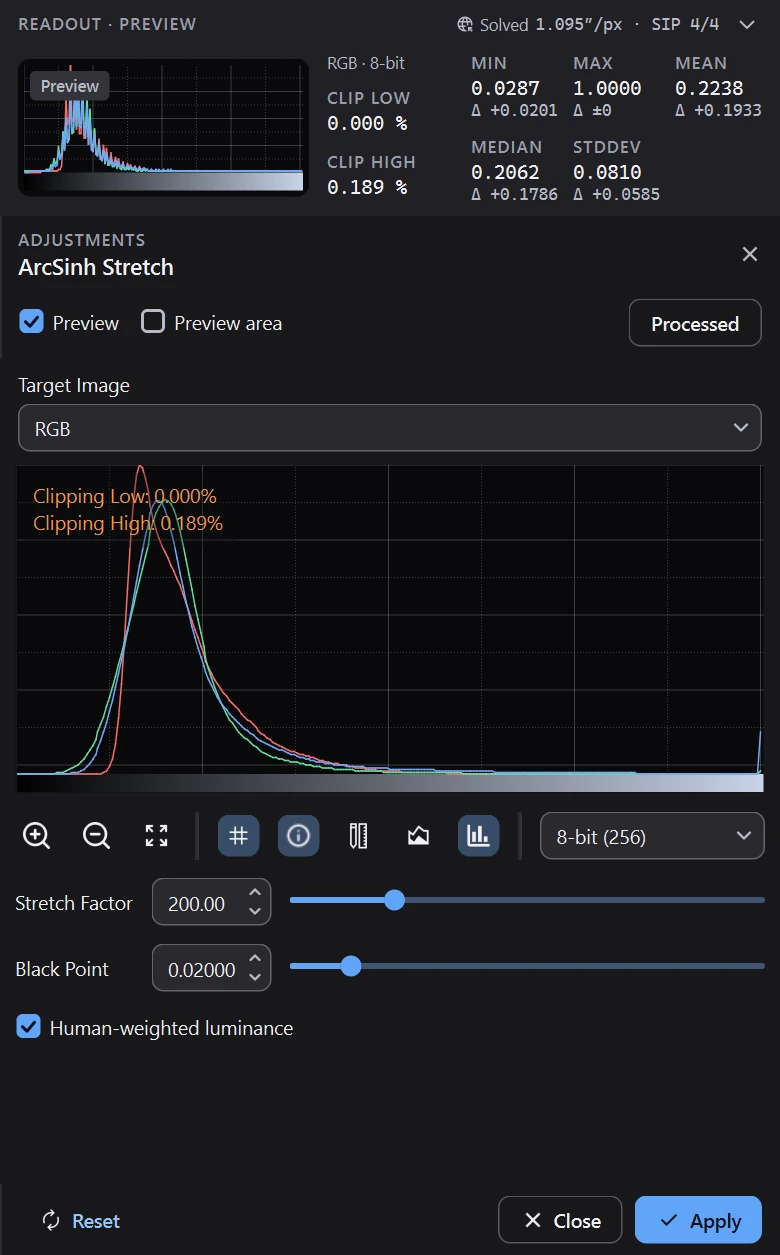 READOUT · PREVIEW
Solved 1.095″/px · SIP 4/4
Preview
RGB · 8-bit
CLIP LOW
0.000 %
CLIP HIGH
0.189 %
MIN
0.0287
Δ +0.0201
MAX
1.0000
Δ ±0
MEAN
0.2238
Δ +0.1933
MEDIAN
0.2062
Δ +0.1786
STDDEV
0.0810
Δ +0.0585
ADJUSTMENTS
ArcSinh Stretch
Preview
Preview area
Processed
Target Image
RGB
Clipping Low: 0.000%
Clipping High: 0.189%
8-bit (256)
Stretch Factor
200.00
Black Point
0.02000
Human-weighted luminance
Reset
Close
Apply